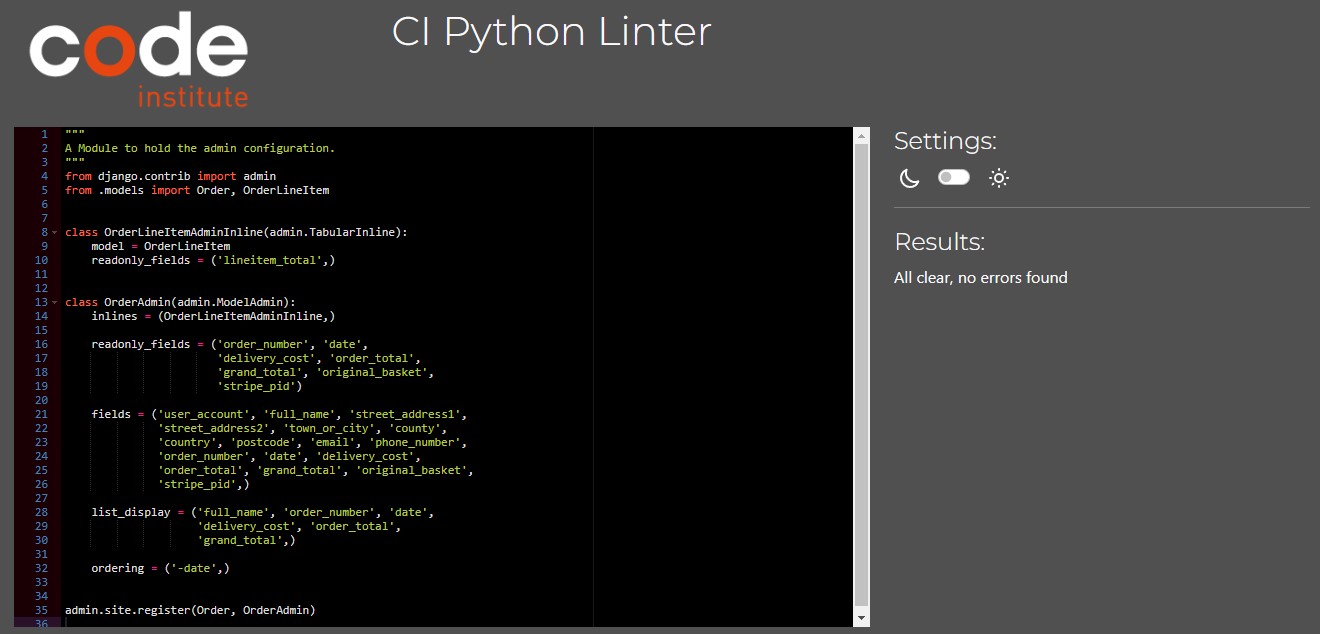 code
institute
CI Python Linter
1 """
2 A Module to hold the admin configuration.
3 """
4 from django.contrib import admin
5 from .models import Order, OrderLineItem
6
7
8 class OrderLineItemAdminInline(admin.TabularInline):
9     model = OrderLineItem
10     readonly_fields = ('lineitem_total',)
11
12
13 class OrderAdmin(admin.ModelAdmin):
14     inlines = (OrderLineItemAdminInline,)
15
16     readonly_fields = ('order_number', 'date',
17                        'delivery_cost', 'order_total',
18                        'grand_total', 'original_basket',
19                        'stripe_pid')
20
21     fields = ('user_account', 'full_name', 'street_address1',
22               'street_address2', 'town_or_city', 'county',
23               'country', 'postcode', 'email', 'phone_number',
24               'order_number', 'date', 'delivery_cost',
25               'order_total', 'grand_total', 'original_basket',
26               'stripe_pid',)
27
28     list_display = ('full_name', 'order_number', 'date',
29                     'delivery_cost', 'order_total',
30                     'grand_total',)
31
32     ordering = ('-date',)
33
34
35 admin.site.register(Order, OrderAdmin)
36
Settings:
Results:
All clear, no errors found